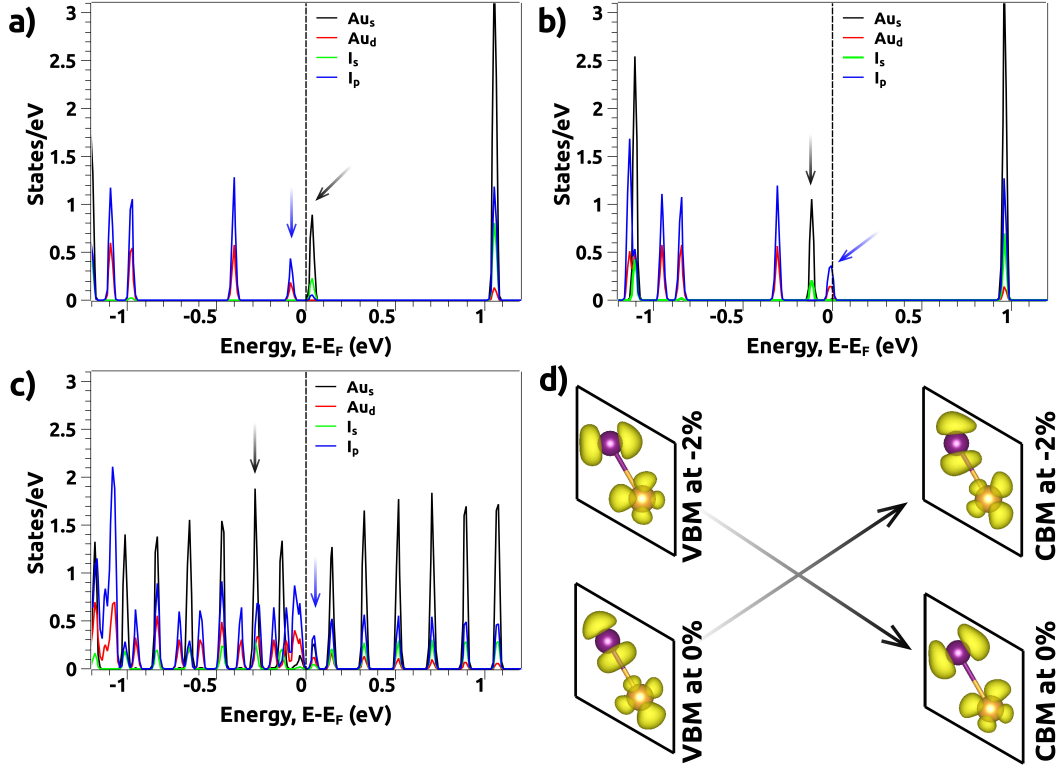 a)
States/eV
3
2.5
2
1.5
1
0.5
0
Au_s
Au_d
I_s
I_p
-1
-0.5
0
0.5
1
Energy, E-E_F (eV)
b)
States/eV
3
2.5
2
1.5
1
0.5
0
Au_s
Au_d
I_s
I_p
-1
-0.5
0
0.5
1
Energy, E-E_F (eV)
c)
States/eV
3
2.5
2
1.5
1
0.5
0
Au_s
Au_d
I_s
I_p
-1
-0.5
0
0.5
1
Energy, E-E_F (eV)
d)
VBM at -2%
CBM at -2%
VBM at 0%
CBM at 0%